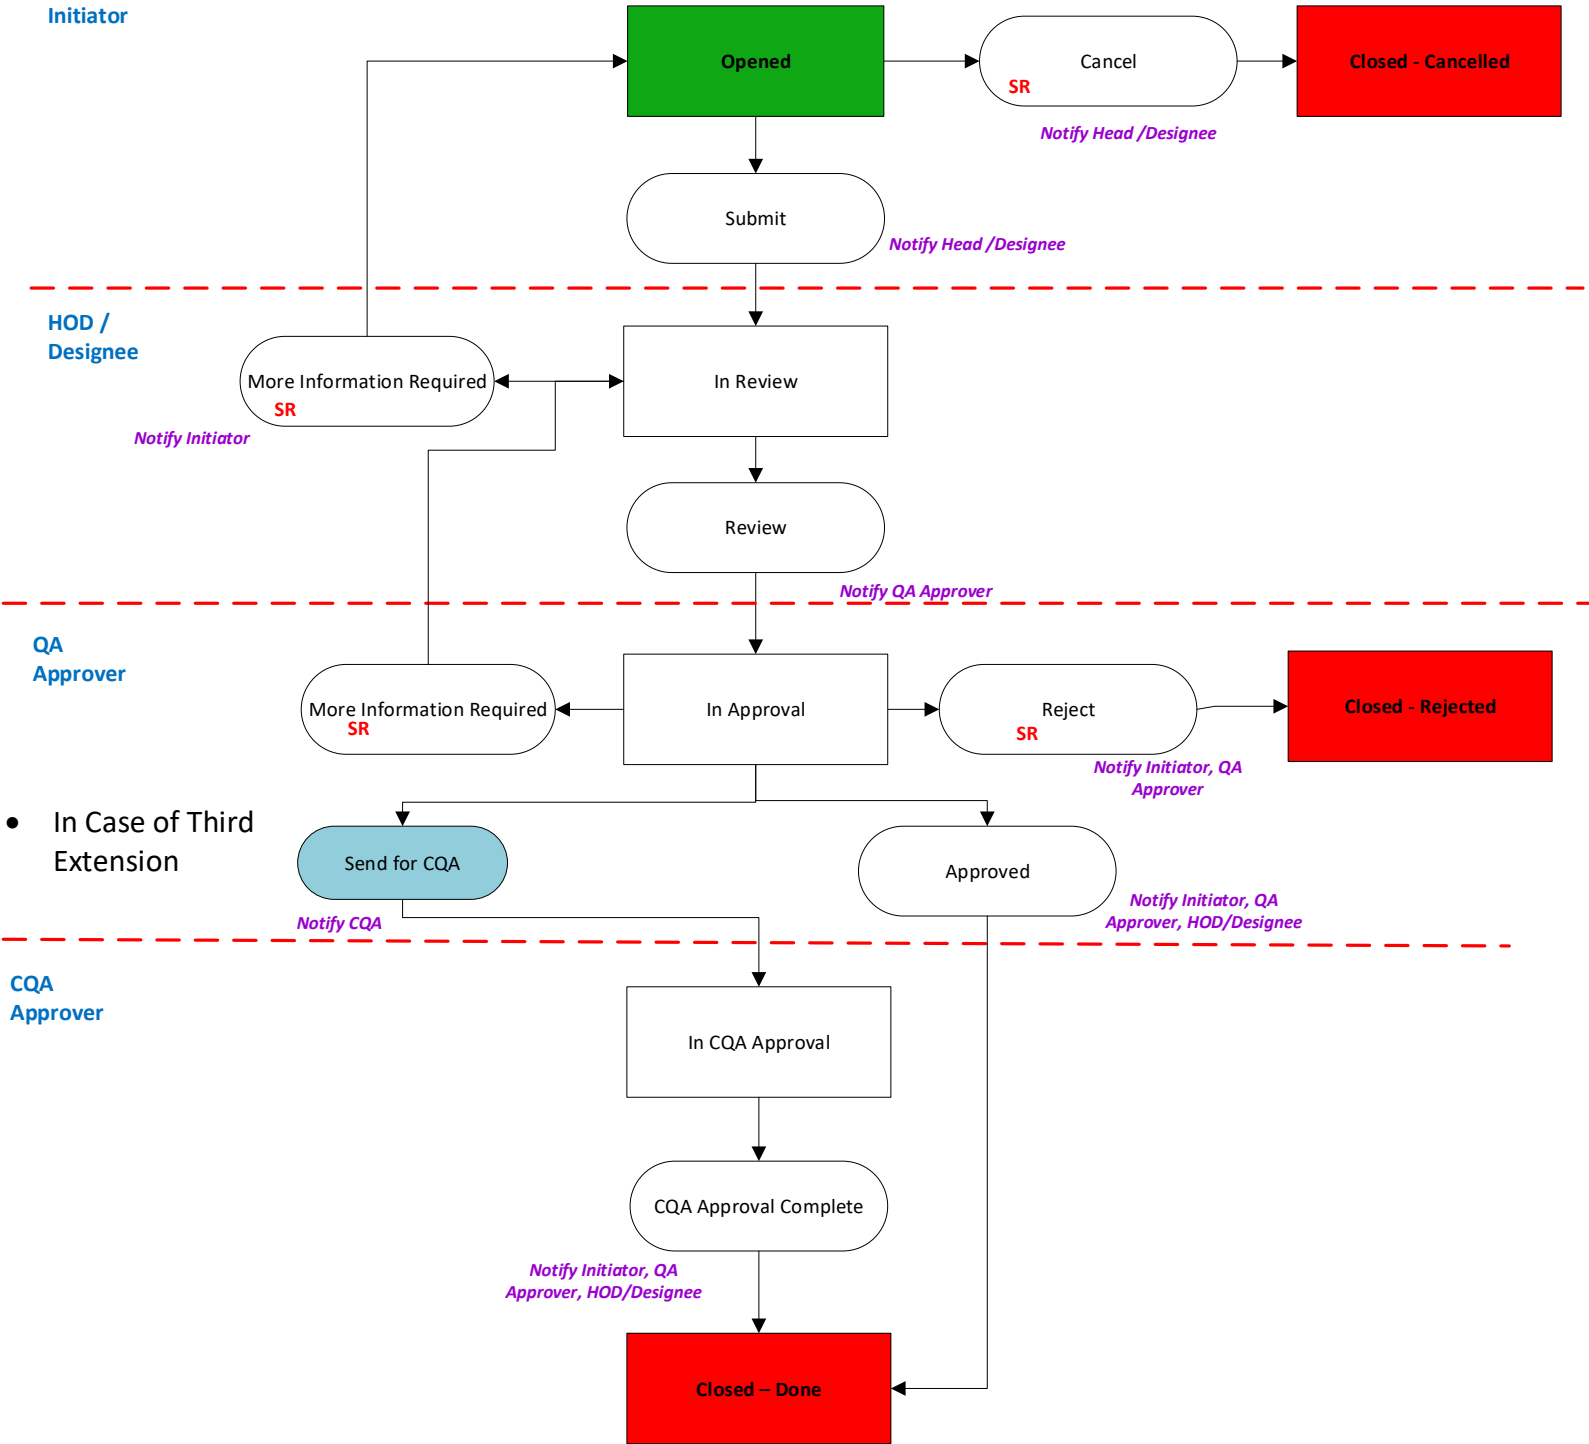 Initiator
Opened
Cancel
SR
Closed - Cancelled
Notify Head /Designee
Submit
Notify Head /Designee
HOD /
Designee
More Information Required
SR
Notify Initiator
In Review
Review
Notify QA Approver
QA
Approver
More Information Required
SR
In Approval
Reject
SR
Closed - Rejected
Notify Initiator, QA
Approver
• In Case of Third
Extension
Send for CQA
Notify CQA
Approved
Notify Initiator, QA
Approver, HOD/Designee
CQA
Approver
In CQA Approval
CQA Approval Complete
Notify Initiator, QA
Approver, HOD/Designee
Closed – Done